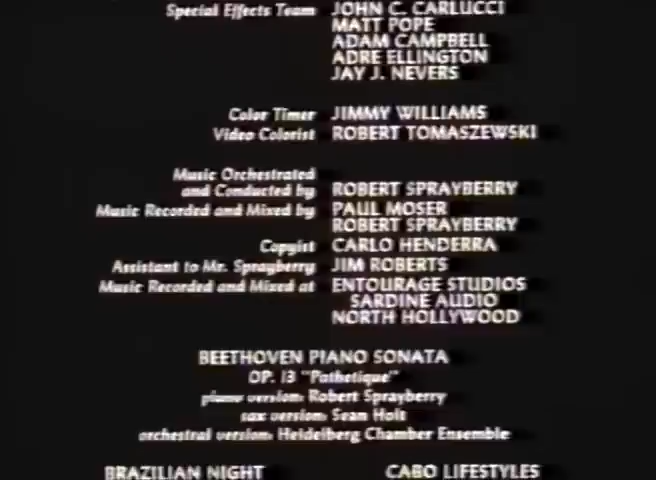 Special Effects Team JOHN C. CARLUCCI
MATT POPE
ADAM CAMPBELL
ADRE ELLINGTON
JAY J. NEVERS
Color Timer JIMMY WILLIAMS
Video Colorist ROBERT TOMASZEWSKI
Music Orchestrated
and Conducted by ROBERT SPRAYBERRY
Music Recorded and Mixed by PAUL MOSER
ROBERT SPRAYBERRY
Copyist CARLO HENDERRA
Assistant to Mr. Sprayberry JIM ROBERTS
Music Recorded and Mixed at ENTOURAGE STUDIOS
SARDINE AUDIO
NORTH HOLLYWOOD
BEETHOVEN PIANO SONATA
OP. 13 "Pathetique"
piano version: Robert Sprayberry
sax version: Sean Holt
orchestral version: Heidelberg Chamber Ensemble
BRAZILIAN NIGHT CABO LIFESTYLES